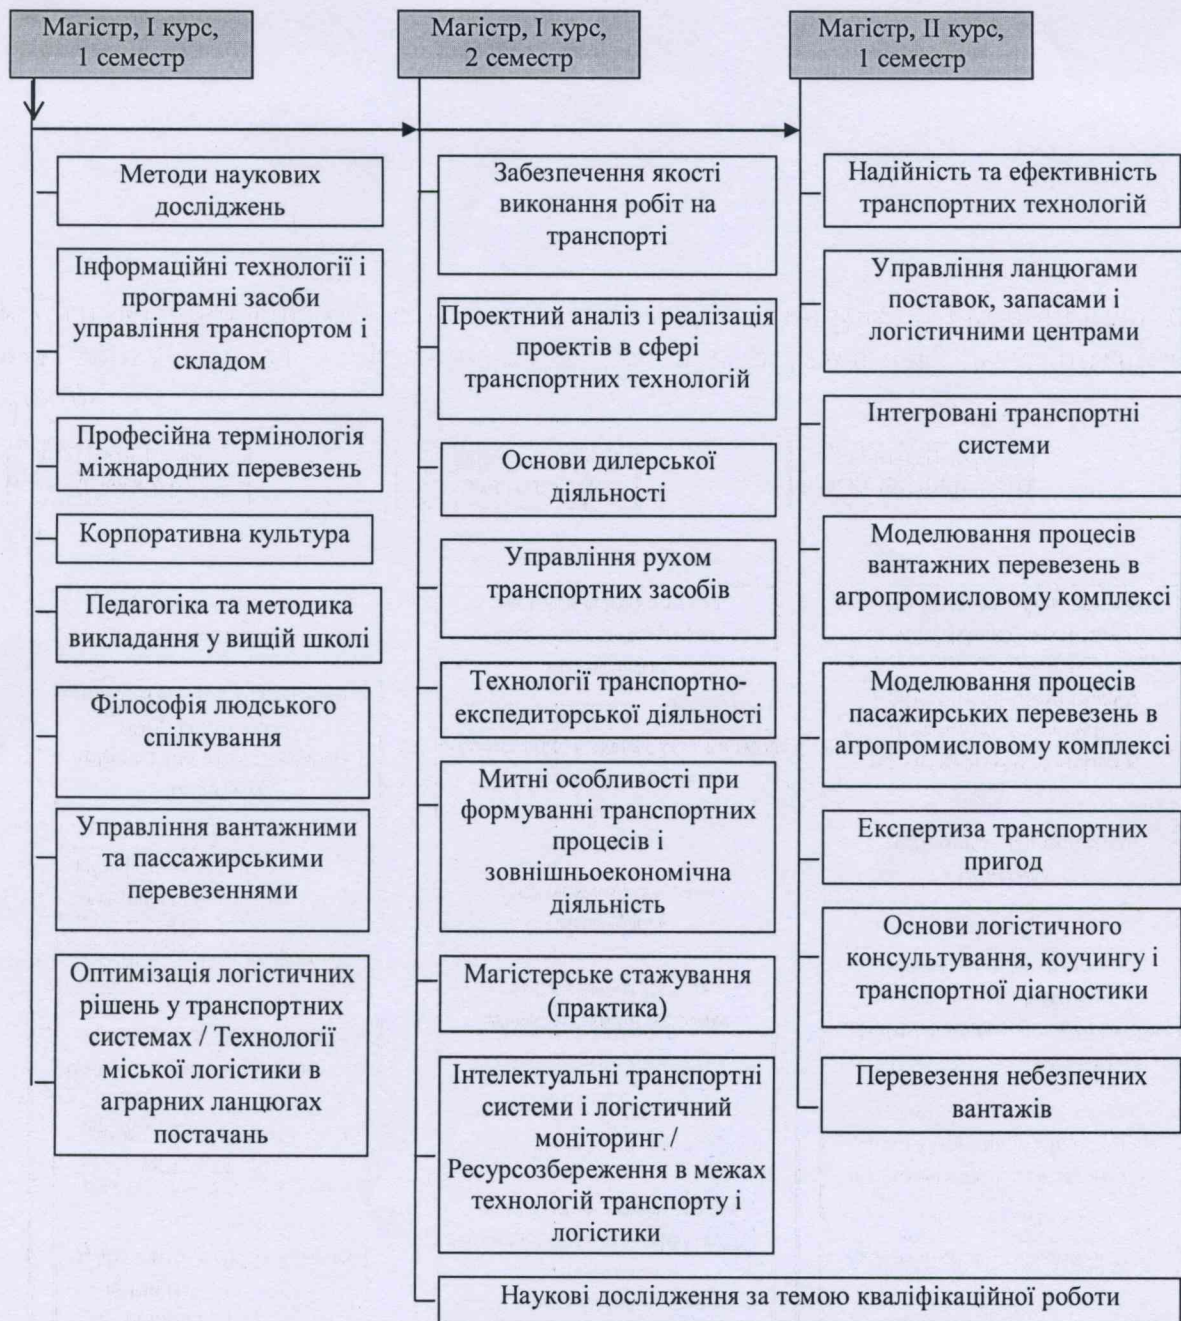 Магістр, І курс,
1 семестр
Магістр, І курс,
2 семестр
Магістр, ІІ курс,
1 семестр
Методи наукових
досліджень
Інформаційні технології і
програмні засоби
управління транспортом і
складом
Професійна термінологія
міжнародних перевезень
Корпоративна культура
Педагогіка та методика
викладання у вищій школі
Філософія людського
спілкування
Управління вантажними
та пассажирськими
перевезеннями
Оптимізація логістичних
рішень у транспортних
системах / Технології
міської логістики в
аграрних ланцюгах
постачань
Забезпечення якості
виконання робіт на
транспорті
Проектний аналіз і реалізація
проектів в сфері
транспортних технологій
Основи дилерської
діяльності
Управління рухом
транспортних засобів
Технології транспортно-
експедиторської діяльності
Митні особливості при
формуванні транспортних
процесів і
зовнішньоекономічна
діяльність
Магістерське стажування
(практика)
Інтелектуальні транспортні
системи і логістичний
моніторинг /
Ресурсозбереження в межах
технологій транспорту і
логістики
Наукові дослідження за темою кваліфікаційної роботи
Надійність та ефективність
транспортних технологій
Управління ланцюгами
поставок, запасами і
логістичними центрами
Інтегровані транспортні
системи
Моделювання процесів
вантажних перевезень в
агропромисловому комплексі
Моделювання процесів
пасажирських перевезень в
агропромисловому комплексі
Експертиза транспортних
пригод
Основи логістичного
консультування, коучингу і
транспортної діагностики
Перевезення небезпечних
вантажів